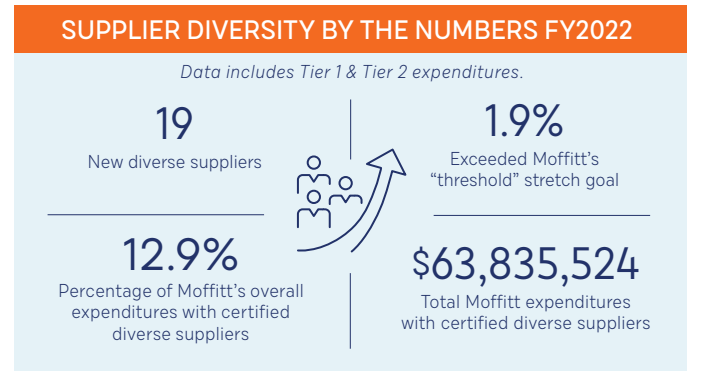 SUPPLIER DIVERSITY BY THE NUMBERS FY2022
Data includes Tier 1 & Tier 2 expenditures.
19
New diverse suppliers
1.9%
Exceeded Moffitt’s
“threshold” stretch goal
12.9%
Percentage of Moffitt’s overall
expenditures with certified
diverse suppliers
$63,835,524
Total Moffitt expenditures
with certified diverse suppliers